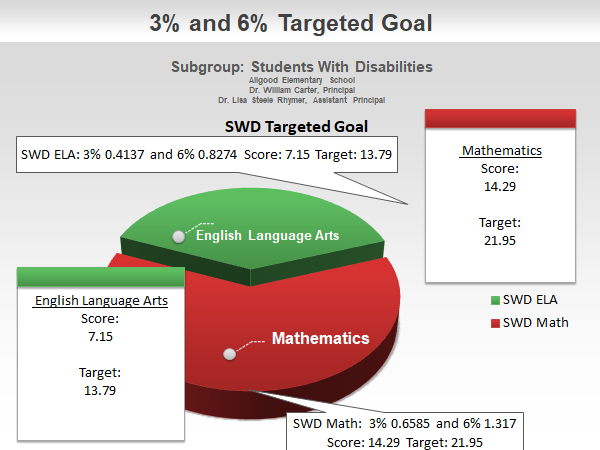 3% and 6% Targeted Goal
Subgroup: Students With Disabilities
Allgood Elementary School
Dr. William Carter, Principal
Dr. Lisa Steele Rhymer, Assistant Principal
SWD Targeted Goal
SWD ELA: 3% 0.4137 and 6% 0.8274 Score: 7.15 Target: 13.79
Mathematics
Score:
14.29
Target:
21.95
English Language Arts
English Language Arts
Score:
7.15
Target:
13.79
Mathematics
SWD ELA
SWD Math
SWD Math: 3% 0.6585 and 6% 1.317
Score: 14.29 Target: 21.95